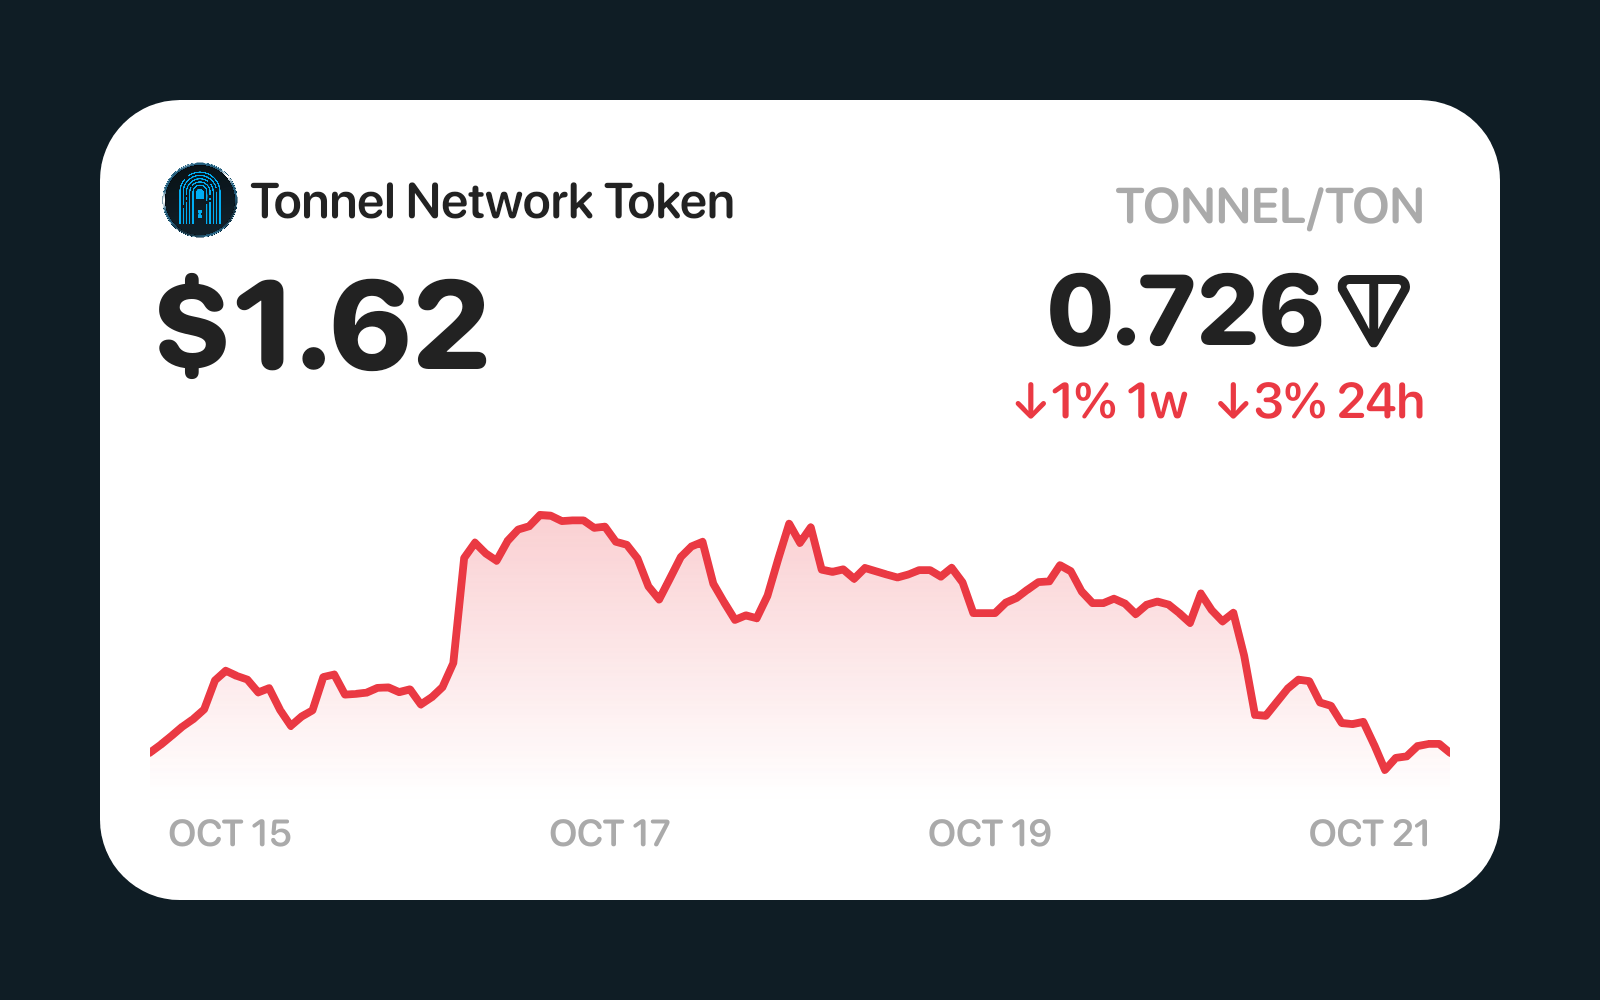 Tonnel Network Token
TONNEL/TON
$1.62
0.726
↓1% 1w ↓3% 24h
OCT 15
OCT 17
OCT 19
OCT 21